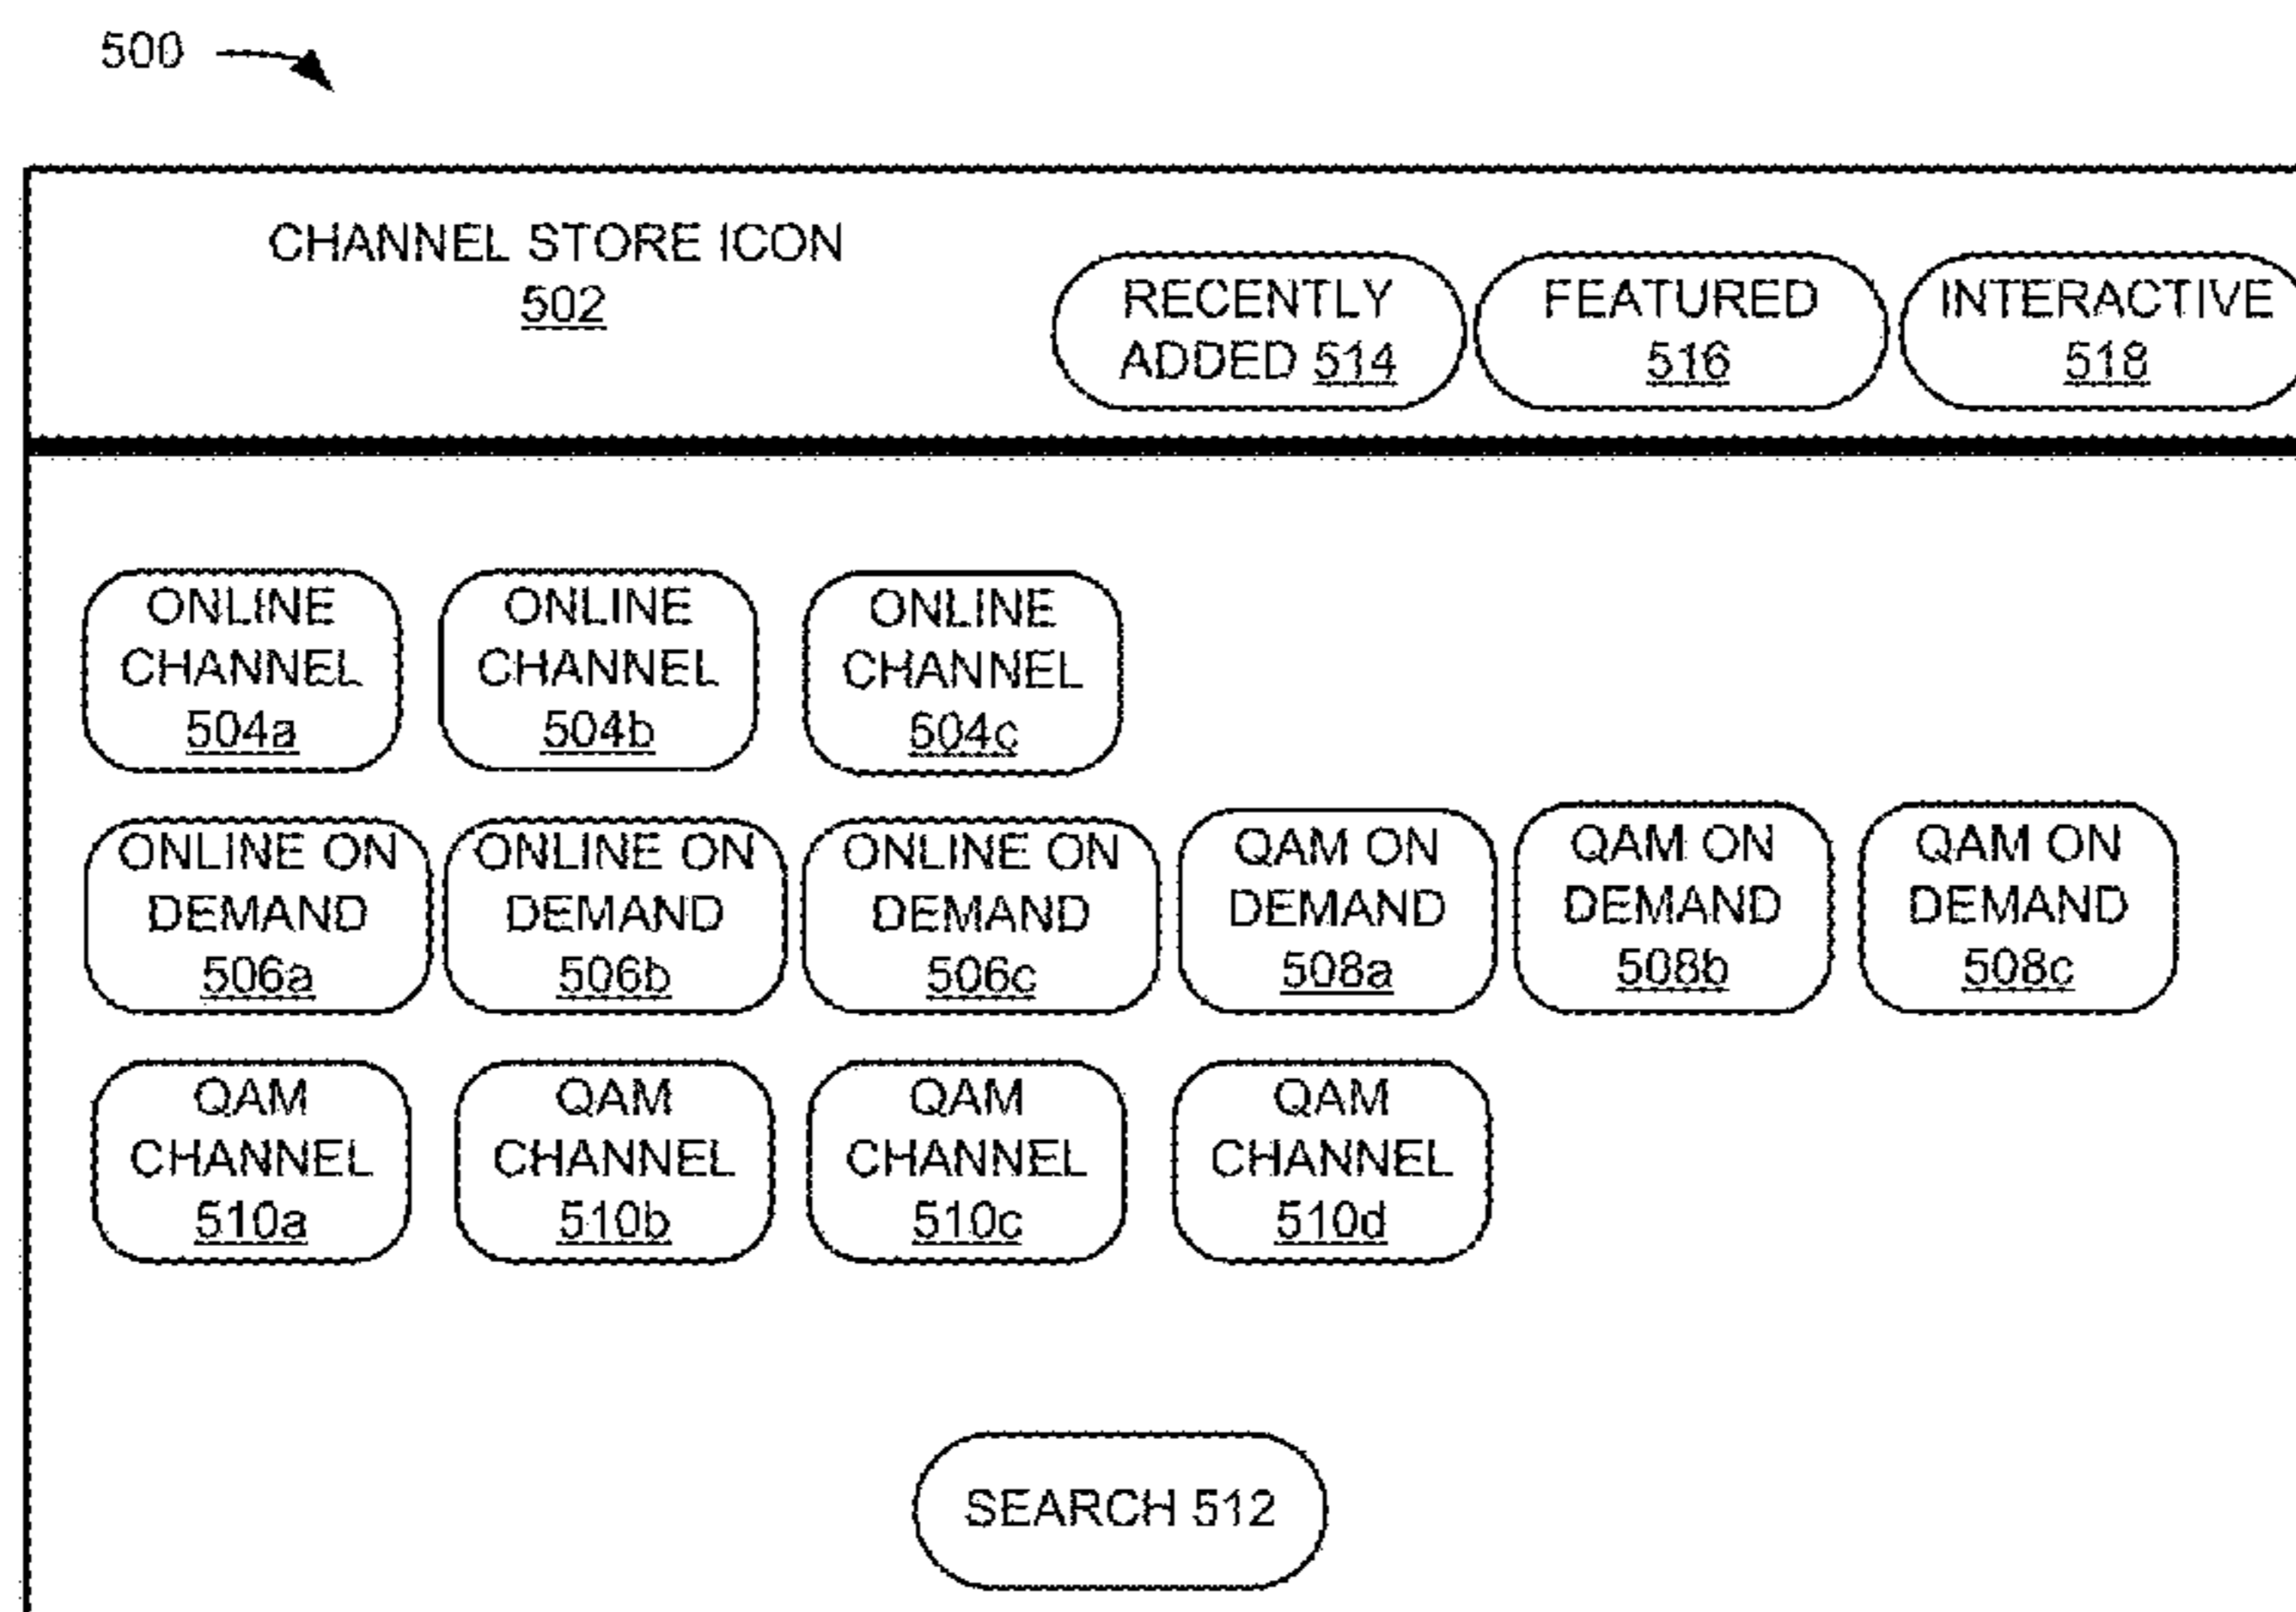 500
CHANNEL STORE ICON
502
RECENTLY
ADDED 514
FEATURED
516
INTERACTIVE
518
ONLINE
CHANNEL
504a
ONLINE
CHANNEL
504b
ONLINE
CHANNEL
504c
ONLINE ON
DEMAND
506a
ONLINE ON
DEMAND
506b
ONLINE ON
DEMAND
506c
QAM ON
DEMAND
508a
QAM ON
DEMAND
508b
QAM ON
DEMAND
508c
QAM
CHANNEL
510a
QAM
CHANNEL
510b
QAM
CHANNEL
510c
QAM
CHANNEL
510d
SEARCH 512